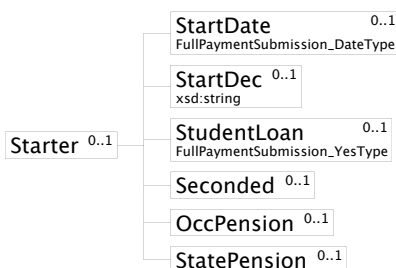 StartDate 0..1
FullPaymentSubmission_DateType
StartDec 0..1
xsd:string
Starter 0..1
StudentLoan 0..1
FullPaymentSubmission_YesType
Seconded 0..1
OccPension 0..1
StatePension 0..1